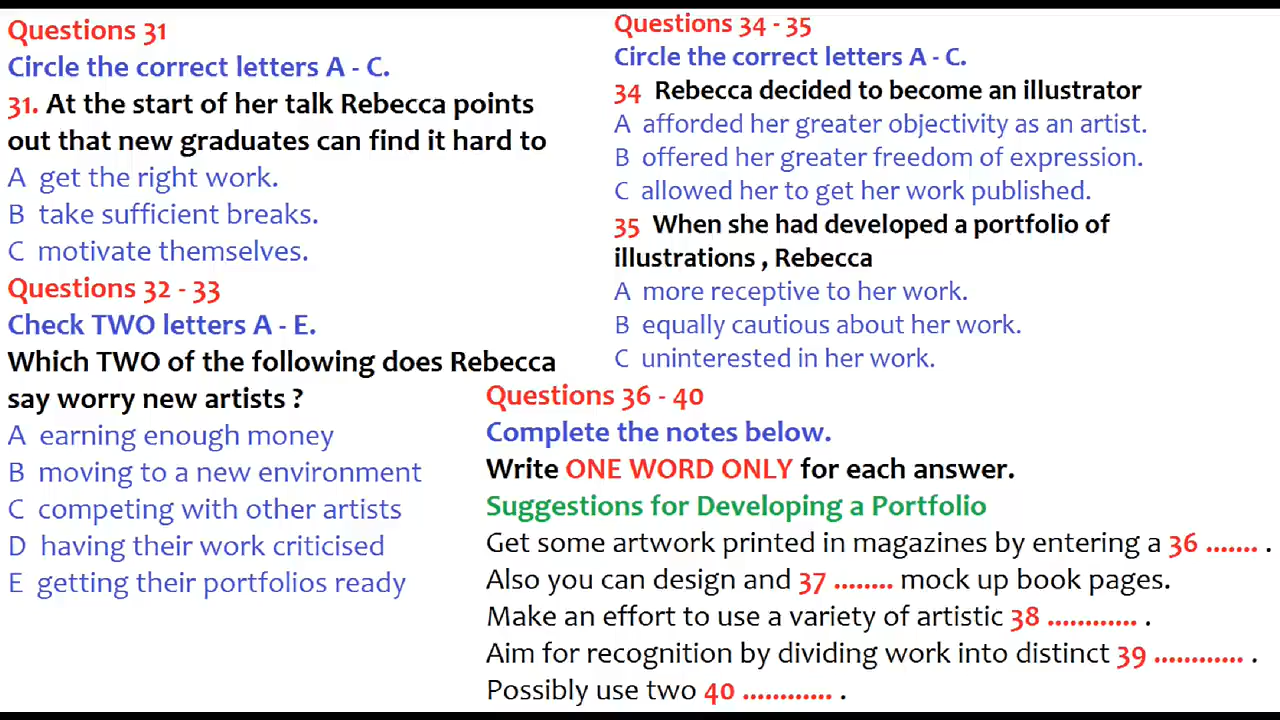 Questions 31
Circle the correct letters A - C.
31. At the start of her talk Rebecca points
out that new graduates can find it hard to
A get the right work.
B take sufficient breaks.
C motivate themselves.
Questions 32 - 33
Check TWO letters A - E.
Which TWO of the following does Rebecca
say worry new artists ?
A earning enough money
B moving to a new environment
C competing with other artists
D having their work criticised
E getting their portfolios ready
Questions 34 - 35
Circle the correct letters A - C.
34 Rebecca decided to become an illustrator
A afforded her greater objectivity as an artist.
B offered her greater freedom of expression.
C allowed her to get her work published.
35 When she had developed a portfolio of
illustrations , Rebecca
A more receptive to her work.
B equally cautious about her work.
C uninterested in her work.
Questions 36 - 40
Complete the notes below.
Write ONE WORD ONLY for each answer.
Suggestions for Developing a Portfolio
Get some artwork printed in magazines by entering a 36 ....... .
Also you can design and 37 ........ mock up book pages.
Make an effort to use a variety of artistic 38 ............ .
Aim for recognition by dividing work into distinct 39 ............ .
Possibly use two 40 ............ .